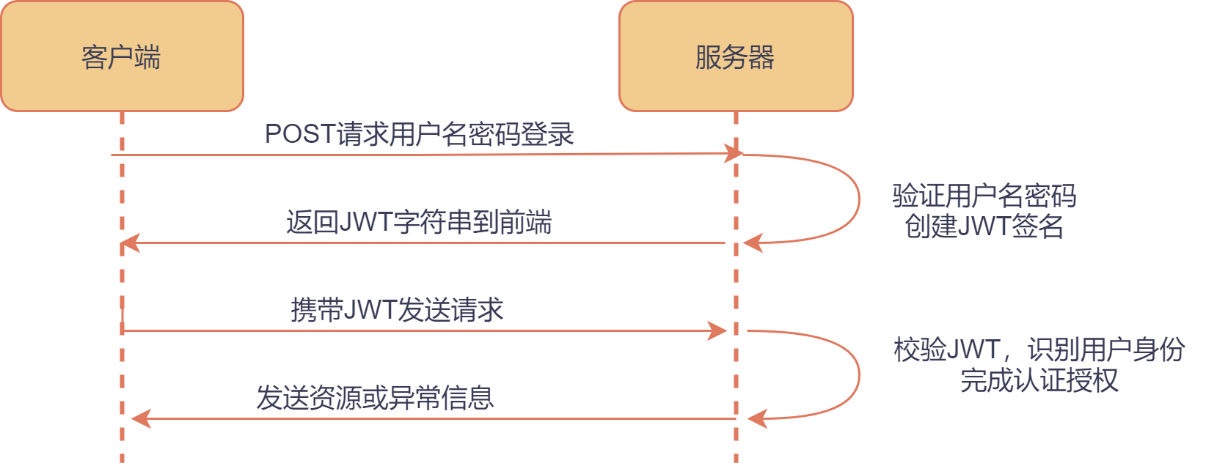 客户端
服务器
POST请求用户名密码登录
验证用户名密码
创建JWT签名
返回JWT字符串到前端
携带JWT发送请求
校验JWT，识别用户身份
完成认证授权
发送资源或异常信息